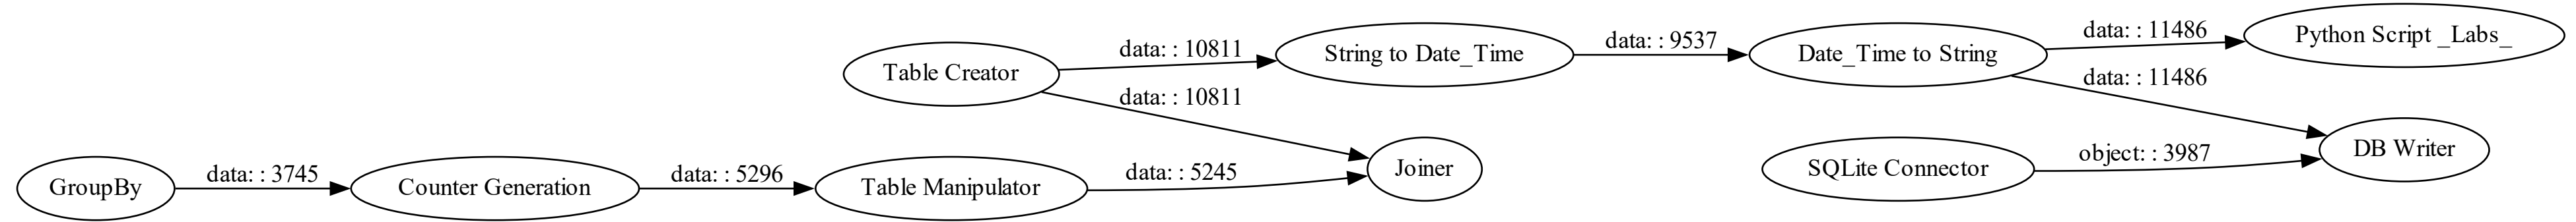 Python Script _Labs_
data: : 11486
Table Creator
data: : 10811
String to Date_Time
data: : 9537
Date_Time to String
data: : 11486
data: : 10811
GroupBy
data: : 3745
Counter Generation
data: : 5296
Table Manipulator
data: : 5245
Joiner
SQLite Connector
object: : 3987
DB Writer